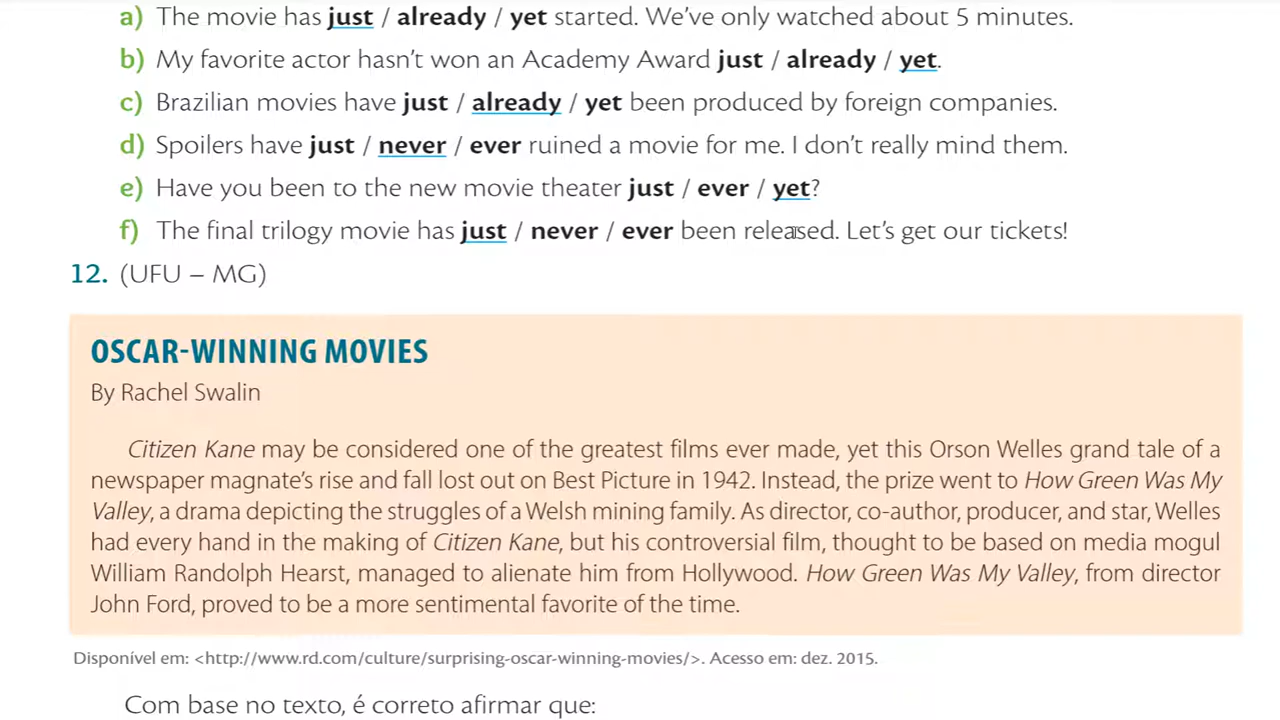 a) The movie has just / already / yet started. We've only watched about 5 minutes.
b) My favorite actor hasn't won an Academy Award just / already / yet.
c) Brazilian movies have just / already / yet been produced by foreign companies.
d) Spoilers have just / never / ever ruined a movie for me. I don't really mind them.
e) Have you been to the new movie theater just / ever / yet?
f) The final trilogy movie has just / never / ever been released. Let's get our tickets!
12. (UFU – MG)
OSCAR-WINNING MOVIES
By Rachel Swalin
Citizen Kane may be considered one of the greatest films ever made, yet this Orson Welles grand tale of a
newspaper magnate's rise and fall lost out on Best Picture in 1942. Instead, the prize went to How Green Was My
Valley, a drama depicting the struggles of a Welsh mining family. As director, co-author, producer, and star, Welles
had every hand in the making of Citizen Kane, but his controversial film, thought to be based on media mogul
William Randolph Hearst, managed to alienate him from Hollywood. How Green Was My Valley, from director
John Ford, proved to be a more sentimental favorite of the time.
Disponível em: <http://www.rd.com/culture/surprising-oscar-winning-movies/>. Acesso em: dez. 2015.
Com base no texto, é correto afirmar que: